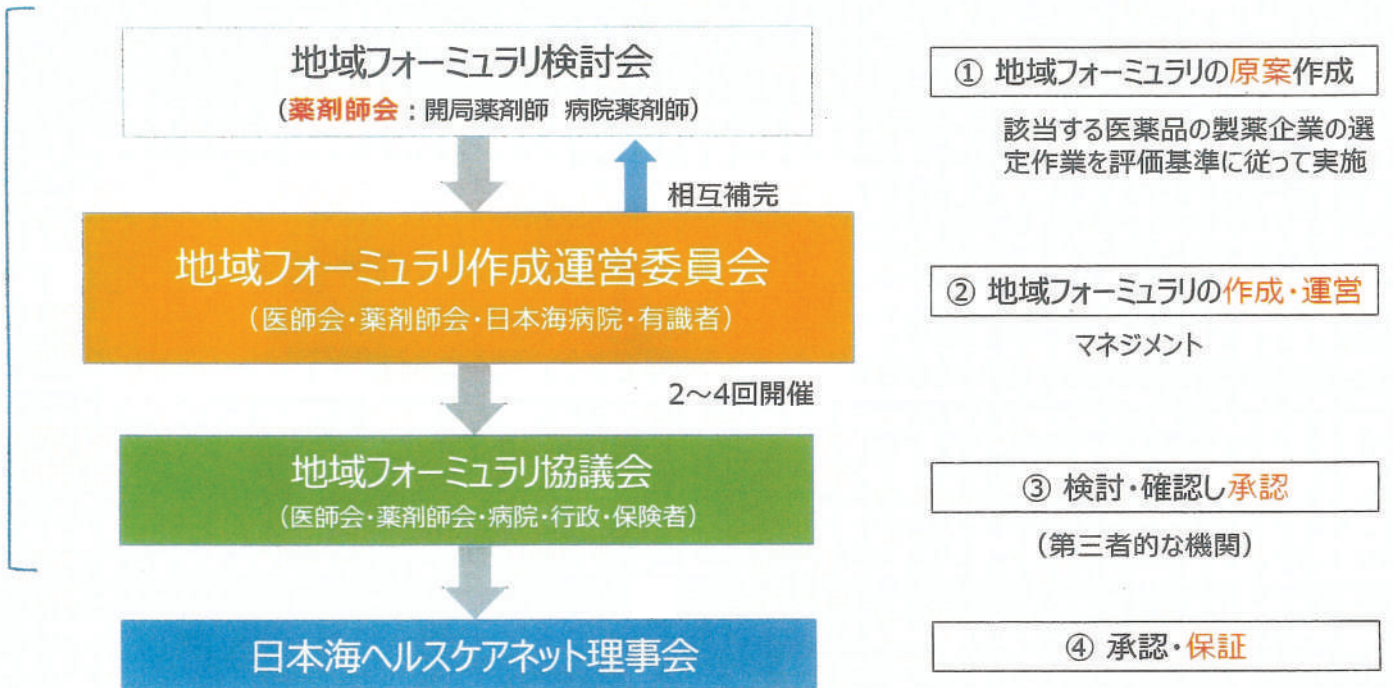 地域フォーミュラリ検討会
(薬剤師会：開局薬剤師 病院薬剤師)
① 地域フォーミュラリの原案作成
該当する医薬品の製薬企業の選
定作業を評価基準に従って実施
相互補完
地域フォーミュラリ作成運営委員会
（医師会・薬剤師会・日本海病院・有識者）
② 地域フォーミュラリの作成・運営
マネジメント
2～4回開催
地域フォーミュラリ協議会
（医師会・薬剤師会・病院・行政・保険者）
③ 検討・確認し承認
（第三者的な機関）
日本海ヘルスケアネット理事会
④ 承認・保証